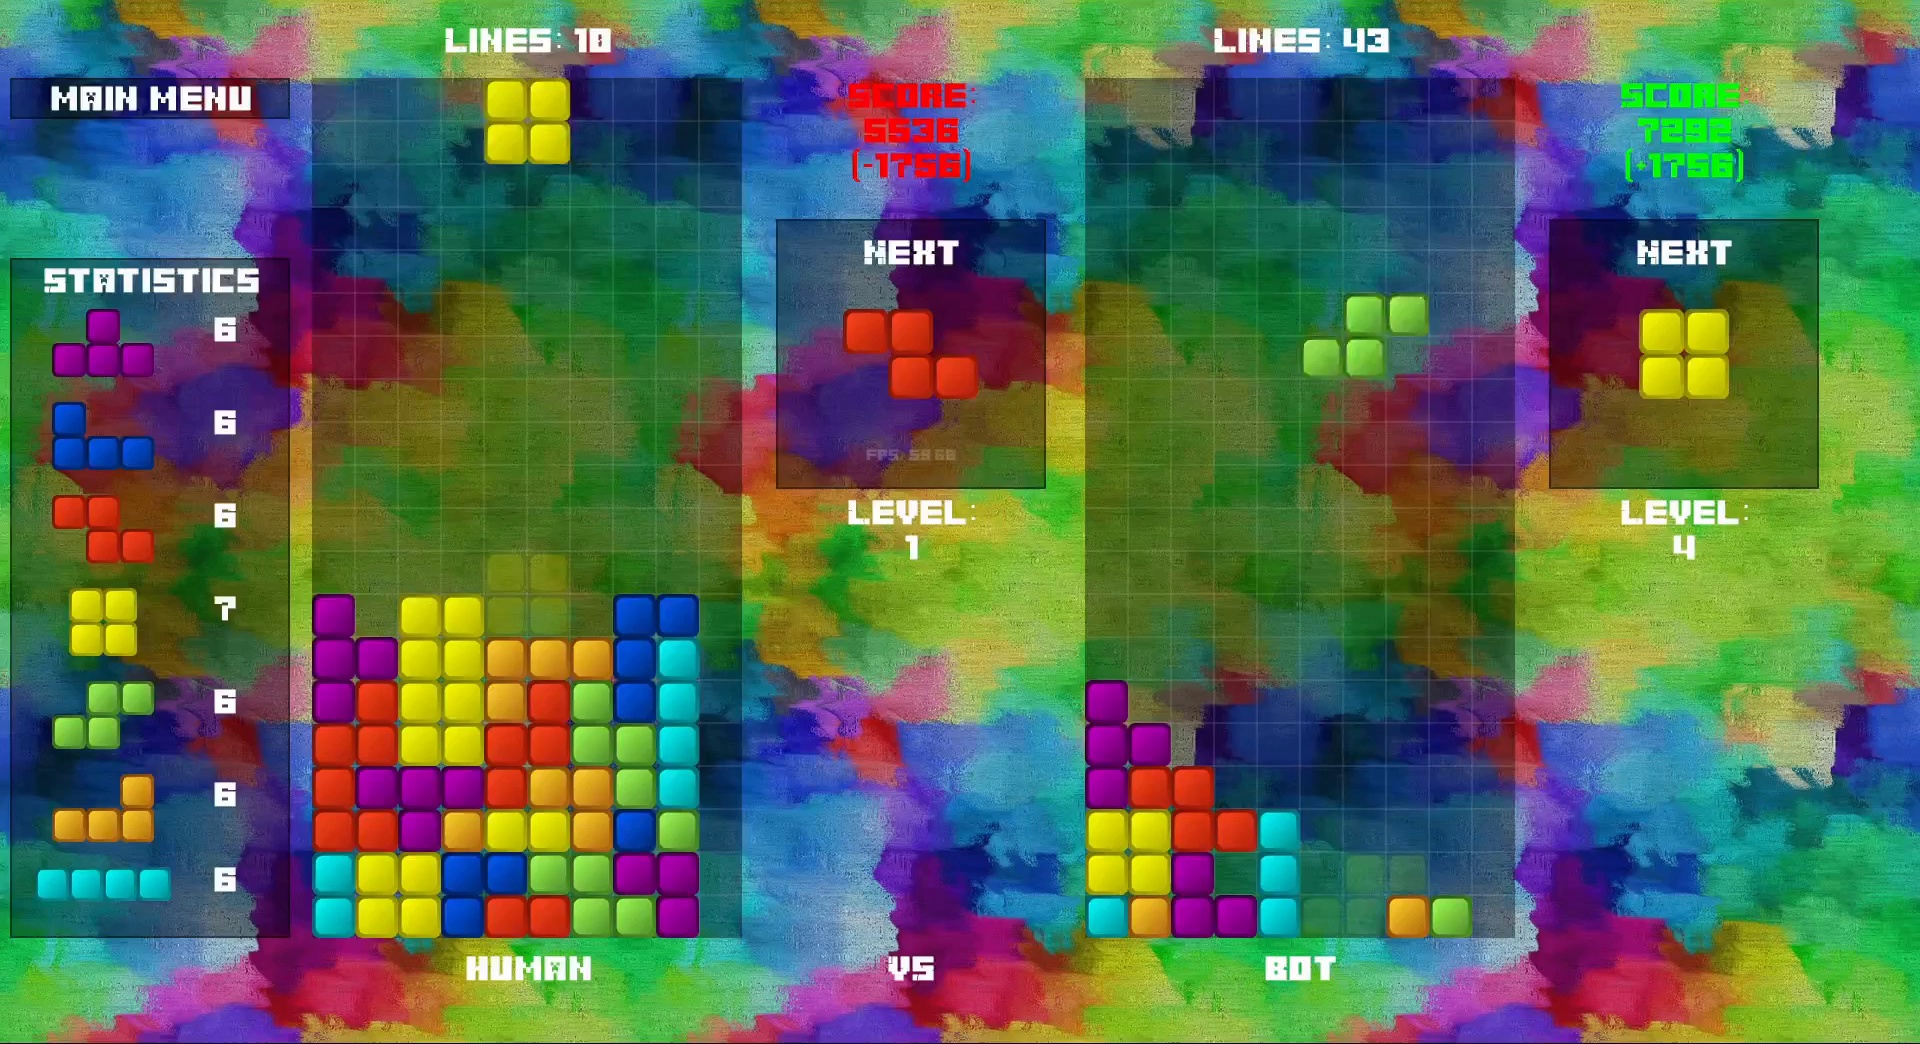 LINES: 10
LINES: 43
MAIN MENU
SCORE:
5536
(-1756)
SCORE:
7292
(+1756)
STATISTICS
6
6
6
7
6
6
6
NEXT
NEXT
LEVEL:
1
LEVEL:
4
HUMAN
VS
BOT